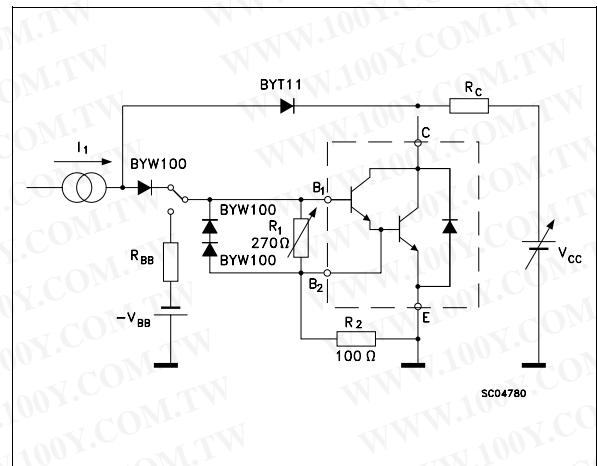 WWW.100Y.COM.TW
BYT11
R_C
I_1
BYW100
C
B_1
BYW100
R_1
270Ω
BYW100
R_BB
B_2
V_CC
-V_BB
R_2
E
100 Ω
SC04780